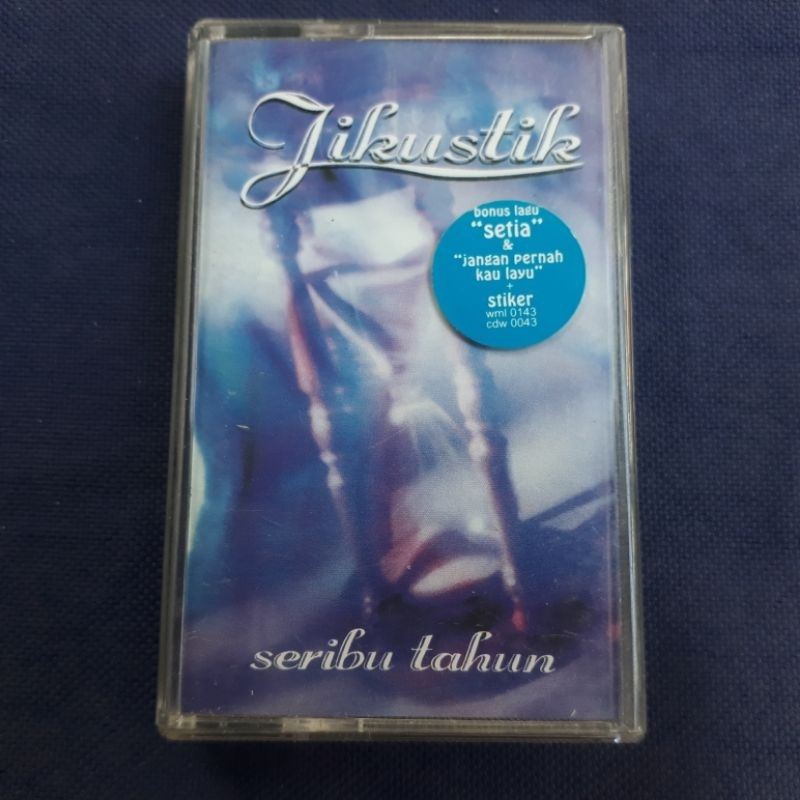 Jikustik
bonus lagu
"setia"
&
"jangan pernah
kau layu"
+
stiker
wml 0143
cdw 0043
seribu tahun